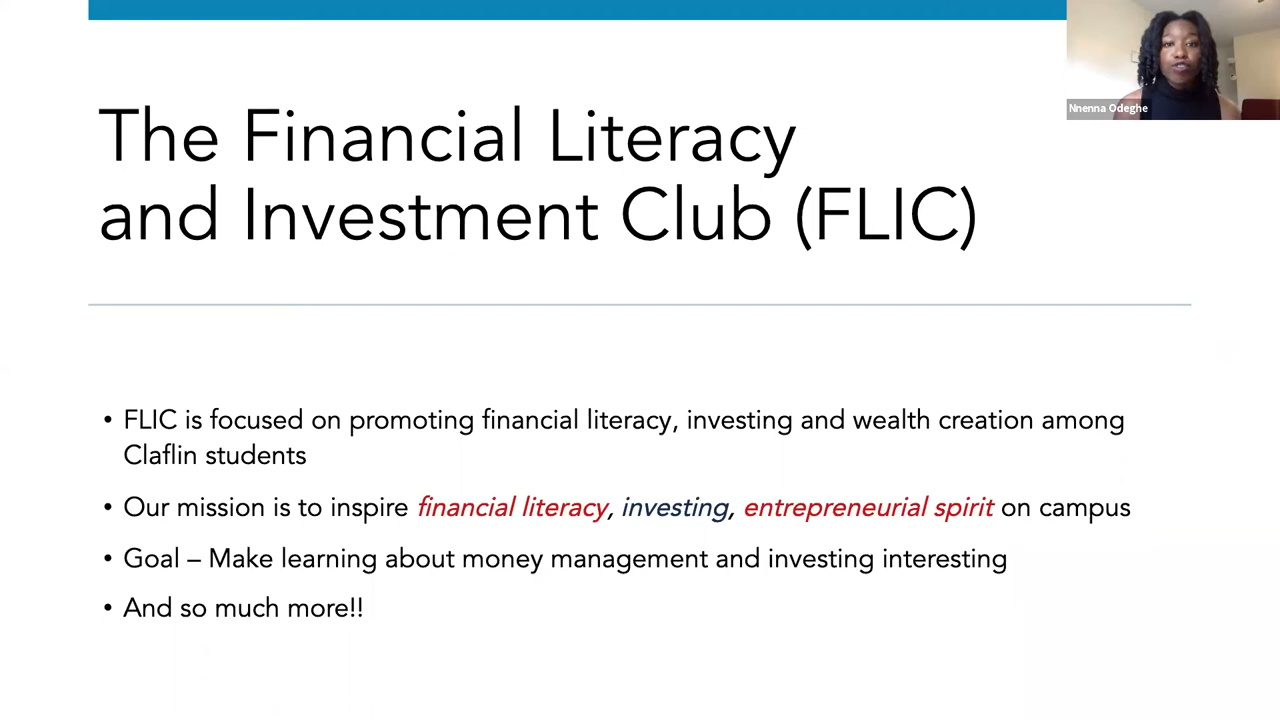 Nnenna Odeghe
The Financial Literacy
and Investment Club (FLIC)
• FLIC is focused on promoting financial literacy, investing and wealth creation among
Claflin students
• Our mission is to inspire financial literacy, investing, entrepreneurial spirit on campus
• Goal – Make learning about money management and investing interesting
• And so much more!!